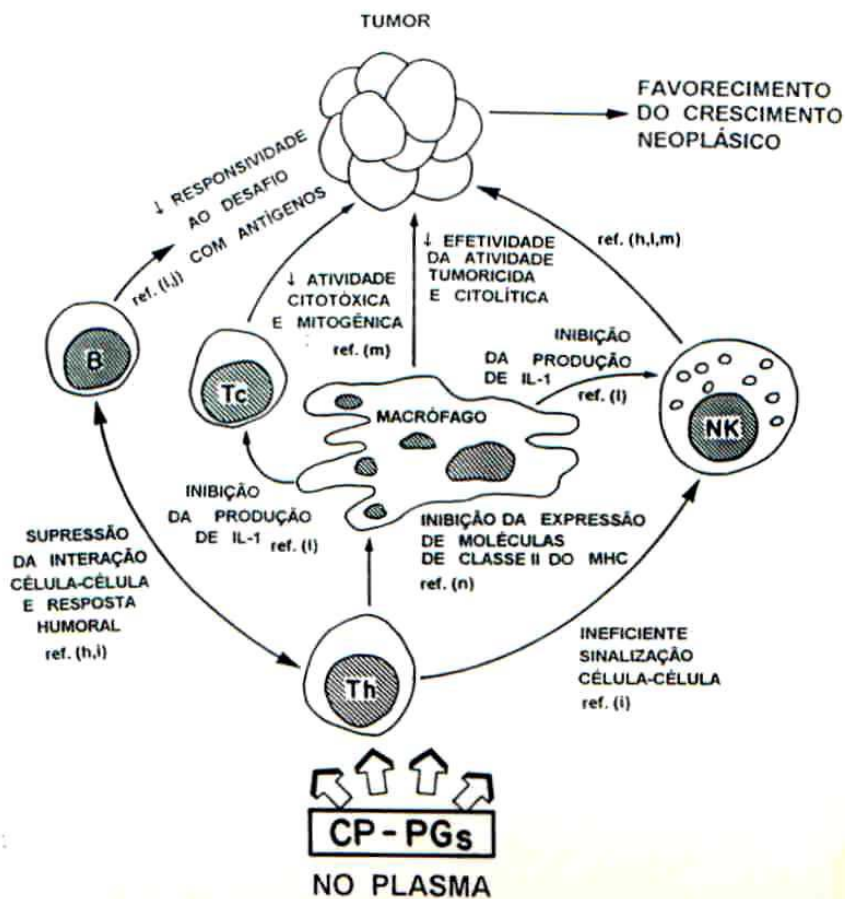 TUMOR
FAVORECIMENTO
DO CRESCIMENTO
NEOPLÁSICO
↓ RESPONSIVIDADE
AO DESAFIO
COM ANTÍGENOS
ref. (i,j)
↓ ATIVIDADE
CITOTÓXICA
E MITOGÊNICA
ref. (m)
↓ EFETIVIDADE
DA ATIVIDADE
TUMORICIDA
E CITOLÍTICA
ref. (h,l,m)
INIBIÇÃO
DA PRODUÇÃO
DE IL-1
ref. (l)
B
Tc
MACRÓFAGO
NK
INIBIÇÃO
DA PRODUÇÃO
DE IL-1 ref. (l)
INIBIÇÃO DA EXPRESSÃO
DE MOLÉCULAS
DE CLASSE II DO MHC
ref. (n)
SUPRESSÃO
DA INTERAÇÃO
CÉLULA-CÉLULA
E RESPOSTA
HUMORAL
ref. (h,i)
INEFICIENTE
SINALIZAÇÃO
CÉLULA-CÉLULA
ref. (i)
Th
CP-PGs
NO PLASMA